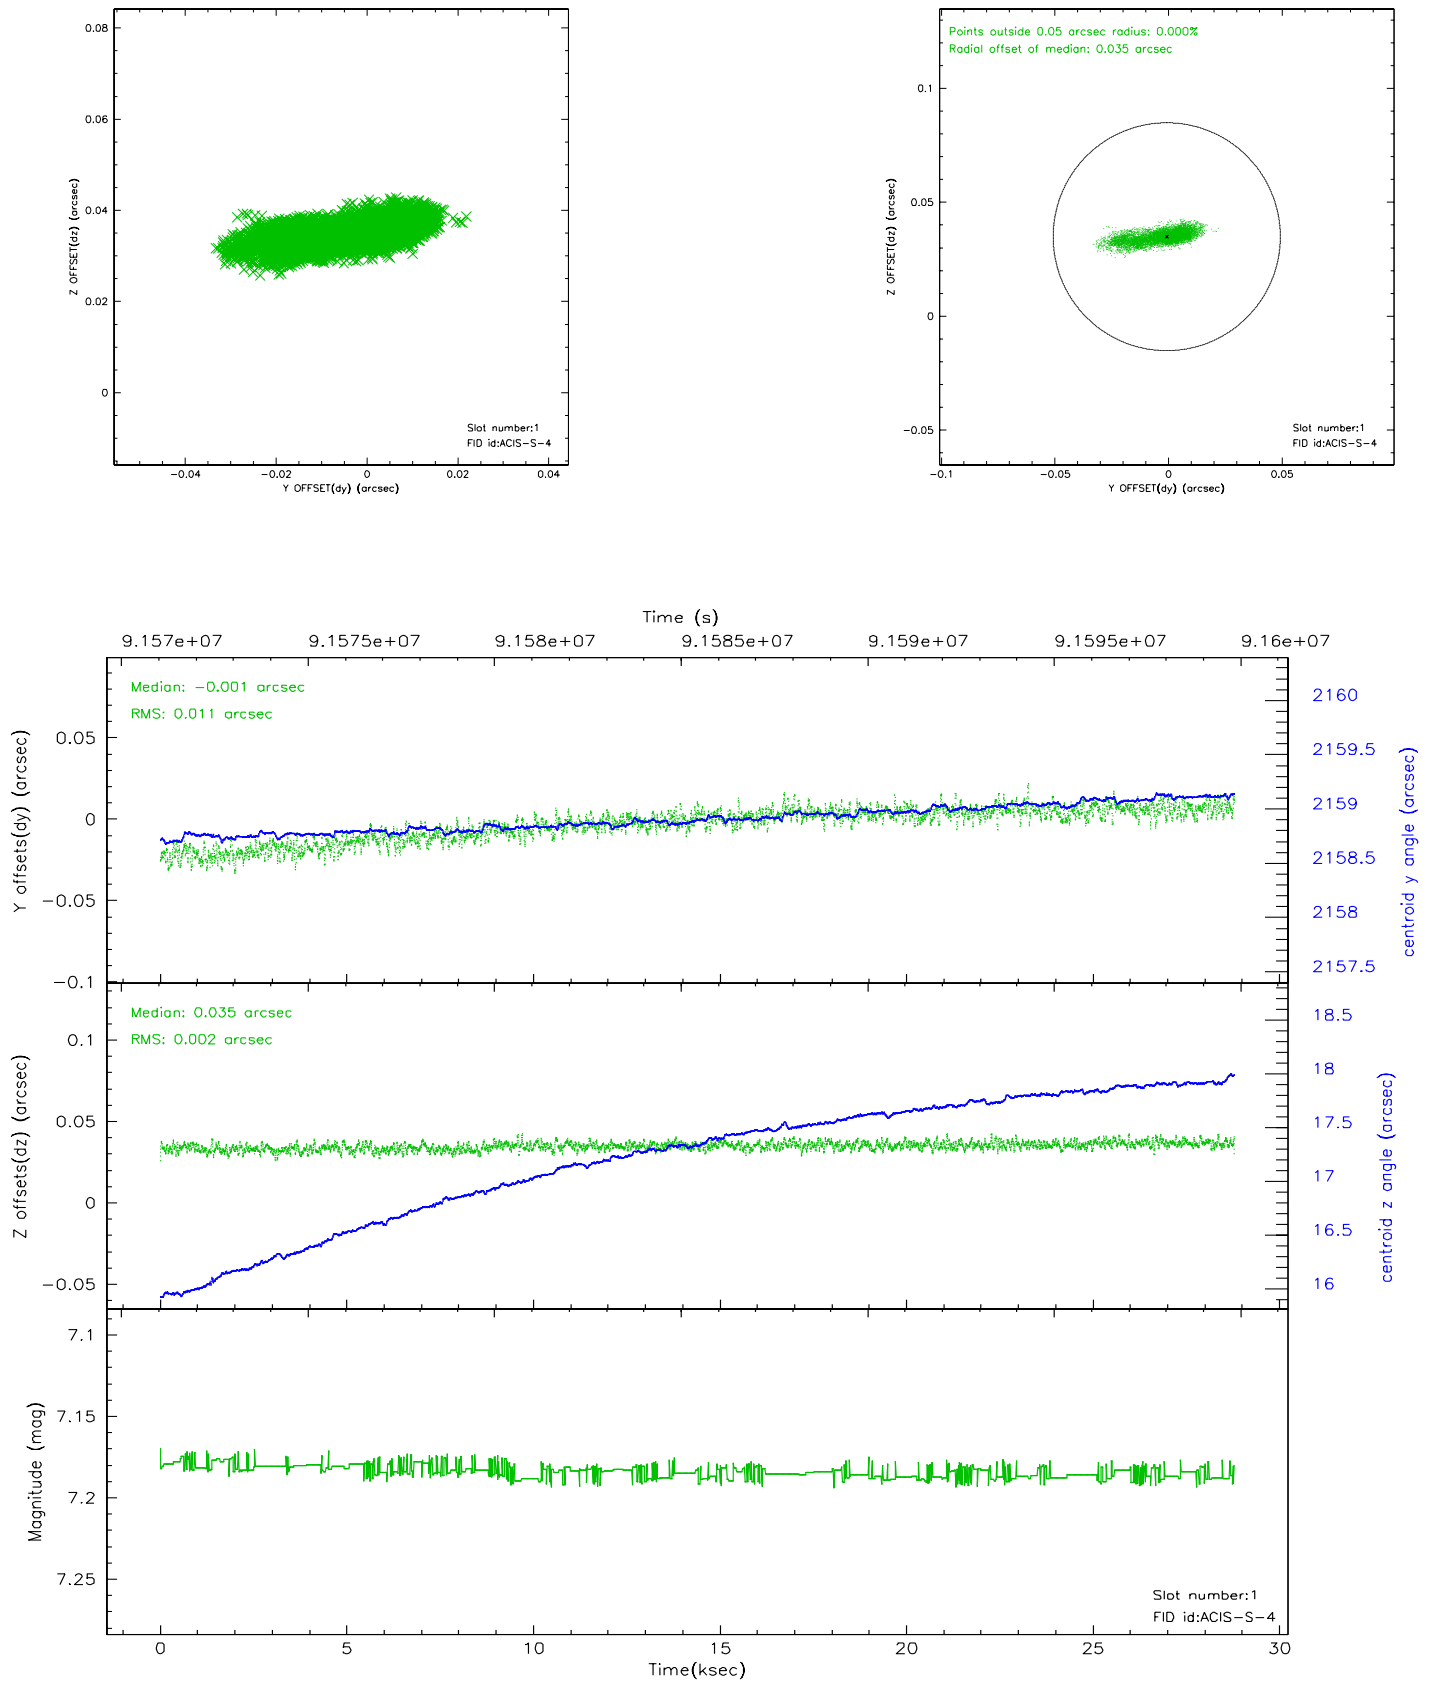 0.08
0.06
0.04
0.02
0
Z OFFSET(dz) (arcsec)
Slot number:1
FID id:ACIS-S-4
-0.04 -0.02 0 0.02 0.04
Y OFFSET(dy) (arcsec)
Points outside 0.05 arcsec radius: 0.000%
Radial offset of median: 0.035 arcsec
0.1
0.05
0
-0.05
Z OFFSET(dz) (arcsec)
Slot number:1
FID id:ACIS-S-4
-0.1 -0.05 0 0.05
Y OFFSET(dy) (arcsec)
Time (s)
9.157e+07 9.1575e+07 9.158e+07 9.1585e+07 9.159e+07 9.1595e+07 9.16e+07
Median: -0.001 arcsec
RMS: 0.011 arcsec
0.05
0
-0.05
-0.1
Y offsets(dy) (arcsec)
2160
2159.5
2159
2158.5
2158
2157.5
centroid y angle (arcsec)
Median: 0.035 arcsec
RMS: 0.002 arcsec
0.1
0.05
0
-0.05
Z offsets(dz) (arcsec)
18.5
18
17.5
17
16.5
16
centroid z angle (arcsec)
7.1
7.15
7.2
7.25
Magnitude (mag)
Slot number:1
FID id:ACIS-S-4
0 5 10 15 20 25 30
Time(ksec)